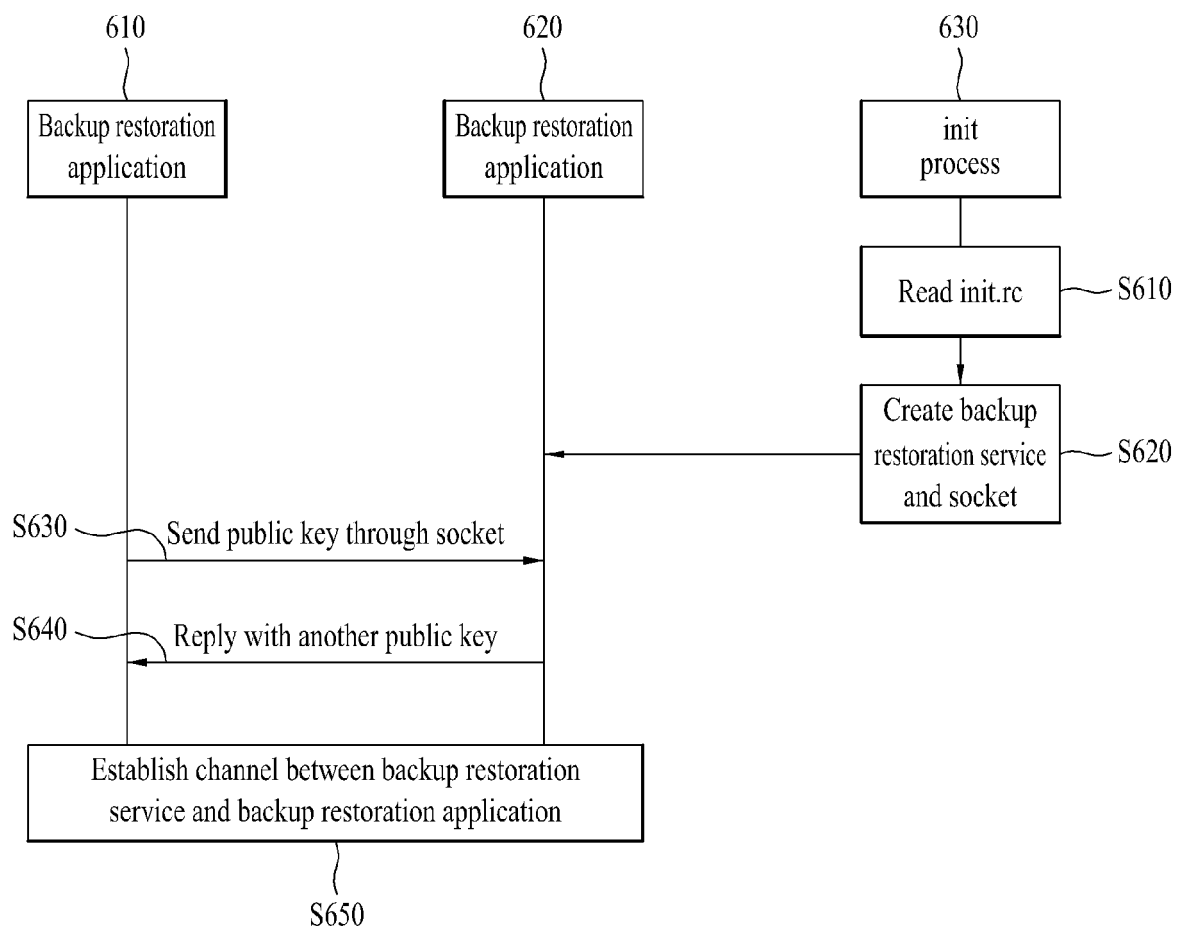 610
620
630
Backup restoration
application
Backup restoration
application
init
process
Read init.rc
S610
Create backup
restoration service
and socket
S620
S630
Send public key through socket
S640
Reply with another public key
Establish channel between backup restoration
service and backup restoration application
S650